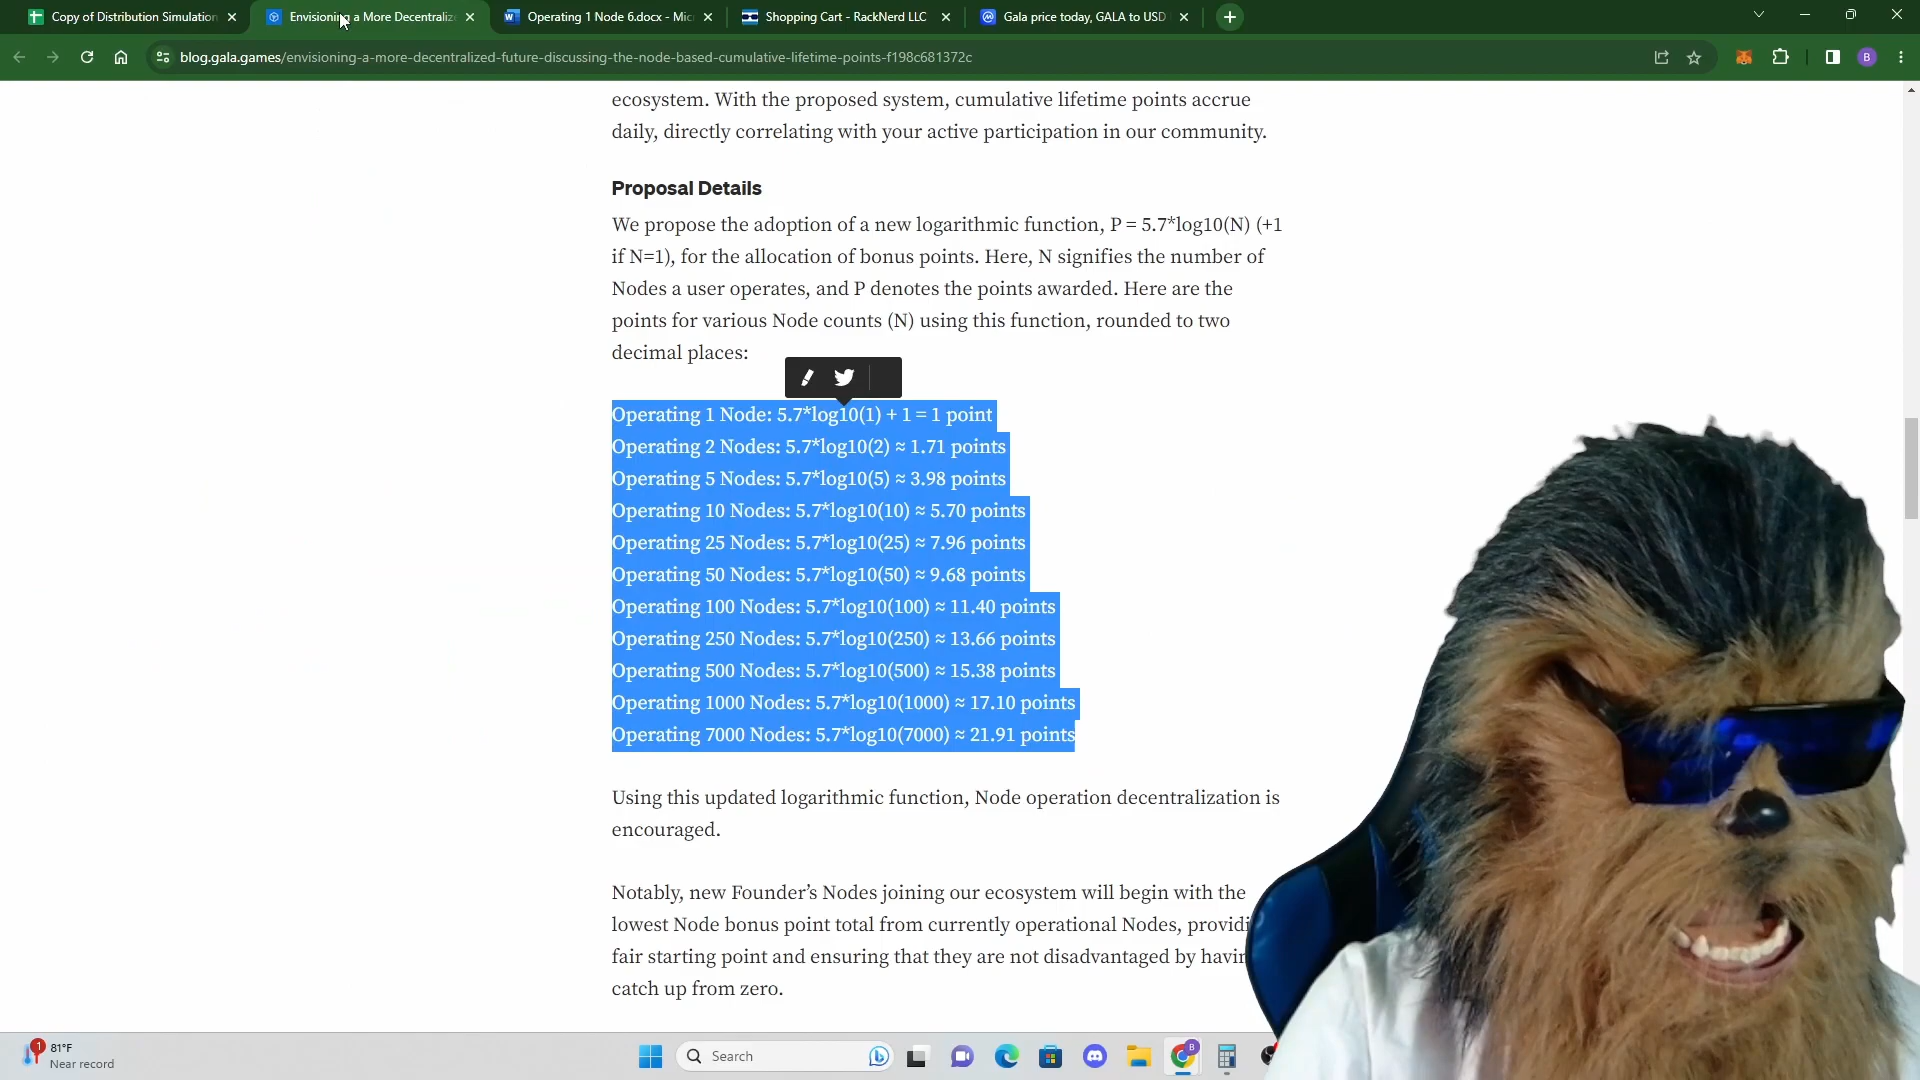 Copy of Distribution Simulation
Envisioning a More Decentraliz
Operating 1 Node 6.docx - Mic
Shopping Cart - RackNerd LLC
Gala price today, GALA to USD
blog.gala.games/envisioning-a-more-decentralized-future-discussing-the-node-based-cumulative-lifetime-points-f198c681372c
B
ecosystem. With the proposed system, cumulative lifetime points accrue
daily, directly correlating with your active participation in our community.
Proposal Details
We propose the adoption of a new logarithmic function, P = 5.7*log10(N) (+1
if N=1), for the allocation of bonus points. Here, N signifies the number of
Nodes a user operates, and P denotes the points awarded. Here are the
points for various Node counts (N) using this function, rounded to two
decimal places:
Operating 1 Node: 5.7*log10(1) + 1 = 1 point
Operating 2 Nodes: 5.7*log10(2) ≈ 1.71 points
Operating 5 Nodes: 5.7*log10(5) ≈ 3.98 points
Operating 10 Nodes: 5.7*log10(10) ≈ 5.70 points
Operating 25 Nodes: 5.7*log10(25) ≈ 7.96 points
Operating 50 Nodes: 5.7*log10(50) ≈ 9.68 points
Operating 100 Nodes: 5.7*log10(100) ≈ 11.40 points
Operating 250 Nodes: 5.7*log10(250) ≈ 13.66 points
Operating 500 Nodes: 5.7*log10(500) ≈ 15.38 points
Operating 1000 Nodes: 5.7*log10(1000) ≈ 17.10 points
Operating 7000 Nodes: 5.7*log10(7000) ≈ 21.91 points
Using this updated logarithmic function, Node operation decentralization is
encouraged.
Notably, new Founder's Nodes joining our ecosystem will begin with the
lowest Node bonus point total from currently operational Nodes, providi
fair starting point and ensuring that they are not disadvantaged by havin
catch up from zero.
1
81°F
Near record
Search
B